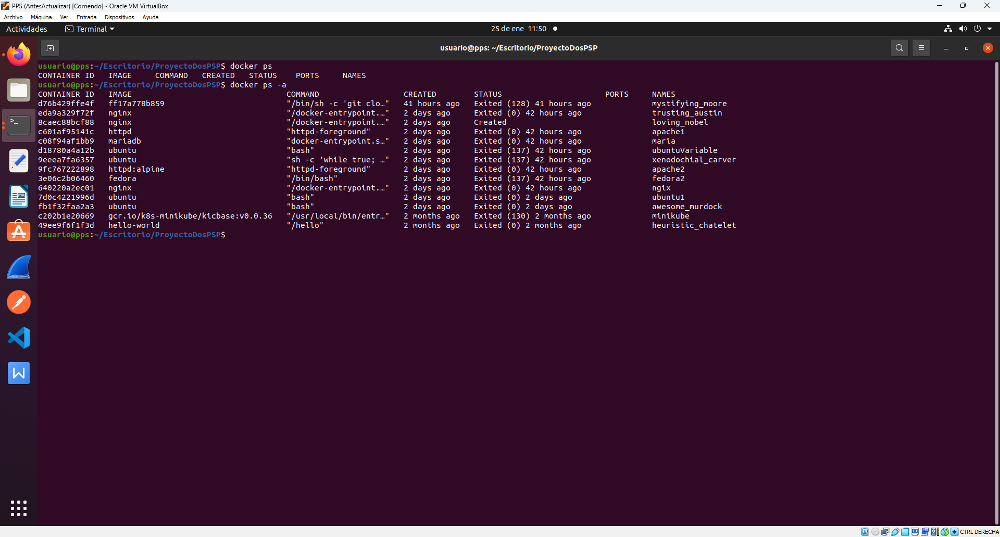 PPS (AntesActualizar) [Corriendo] - Oracle VM VirtualBox
Archivo Máquina Ver Entrada Dispositivos Ayuda
Actividades Terminal 25 de ene 11:50
usuario@pps: ~/Escritorio/ProyectoDosPSP
usuario@pps:~/Escritorio/ProyectoDosPSP$ docker ps
CONTAINER ID IMAGE COMMAND CREATED STATUS PORTS NAMES
usuario@pps:~/Escritorio/ProyectoDosPSP$ docker ps -a
CONTAINER ID IMAGE COMMAND CREATED STATUS PORTS NAMES
d76b429ffe4f ff17a778b859 "/bin/sh -c 'git clo…" 41 hours ago Exited (128) 41 hours ago mystifying_moore
eda9a329f72f nginx "/docker-entrypoint.…" 2 days ago Exited (0) 42 hours ago trusting_austin
8caec88bcf88 nginx "/docker-entrypoint.…" 2 days ago Created loving_nobel
c601af95141c httpd "httpd-foreground" 2 days ago Exited (0) 42 hours ago apache1
c08f94af1bb9 mariadb "docker-entrypoint.s…" 2 days ago Exited (0) 42 hours ago maria
d18780a4a12b ubuntu "bash" 2 days ago Exited (137) 42 hours ago ubuntuVariable
9eeea7fa6357 ubuntu "sh -c 'while true; …" 2 days ago Exited (137) 42 hours ago xenodochial_carver
9fc767222898 httpd:alpine "httpd-foreground" 2 days ago Exited (0) 42 hours ago apache2
3e06c2b06460 fedora "/bin/bash" 2 days ago Exited (137) 42 hours ago fedora2
640220a2ec01 nginx "/docker-entrypoint.…" 2 days ago Exited (0) 42 hours ago ngix
7d0c4221996d ubuntu "bash" 2 days ago Exited (0) 2 days ago ubuntu1
fb1f32faa2a3 ubuntu "bash" 2 days ago Exited (0) 2 days ago awesome_murdock
c202b1e20669 gcr.io/k8s-minikube/kicbase:v0.0.36 "/usr/local/bin/entr…" 2 months ago Exited (130) 2 months ago minikube
49ee9f6f1f3d hello-world "/hello" 2 months ago Exited (0) 2 months ago heuristic_chatelet
usuario@pps:~/Escritorio/ProyectoDosPSP$
CTRL DERECHA